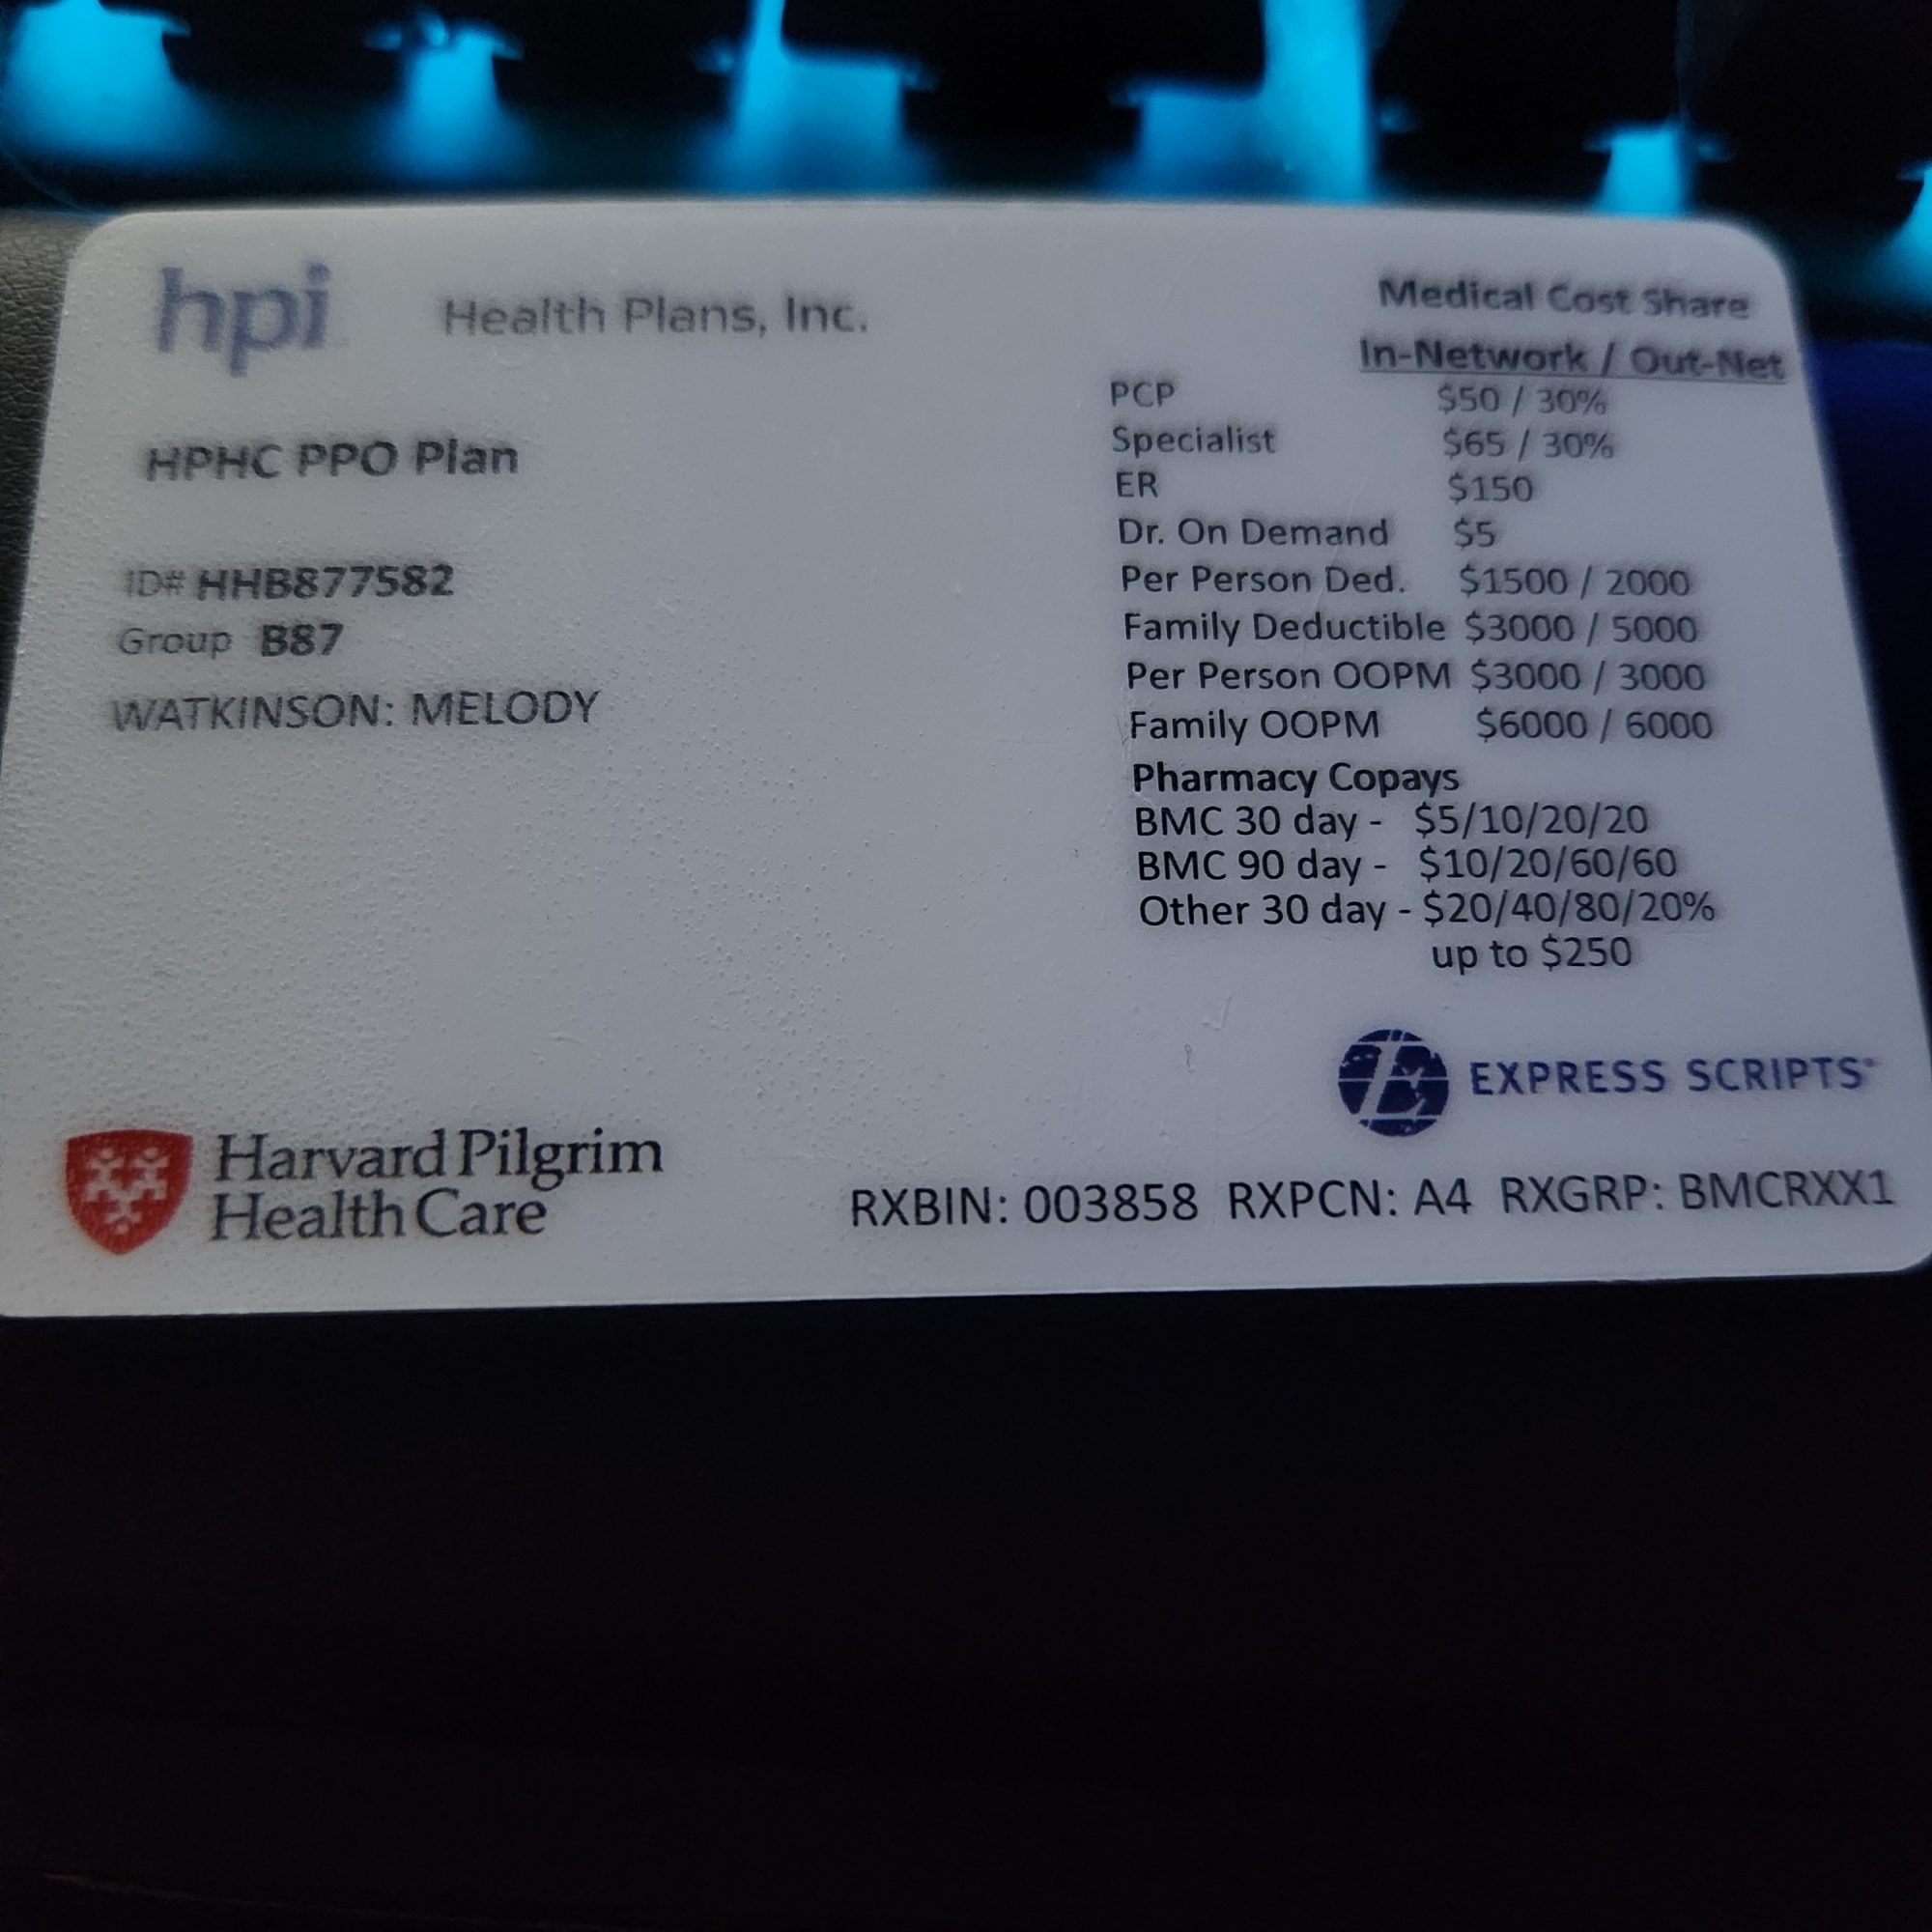 hpi Health Plans, Inc.
HPHC PPO Plan
ID# HHB877582
Group B87
WATKINSON: MELODY
Medical Cost Share
In-Network / Out-Net
PCP $50 / 30%
Specialist $65 / 30%
ER $150
Dr. On Demand $5
Per Person Ded. $1500 / 2000
Family Deductible $3000 / 5000
Per Person OOPM $3000 / 3000
Family OOPM $6000 / 6000
Pharmacy Copays
BMC 30 day - $5/10/20/20
BMC 90 day - $10/20/60/60
Other 30 day - $20/40/80/20%
up to $250
EXPRESS SCRIPTS®
Harvard Pilgrim
Health Care
RXBIN: 003858 RXPCN: A4 RXGRP: BMCRXX1